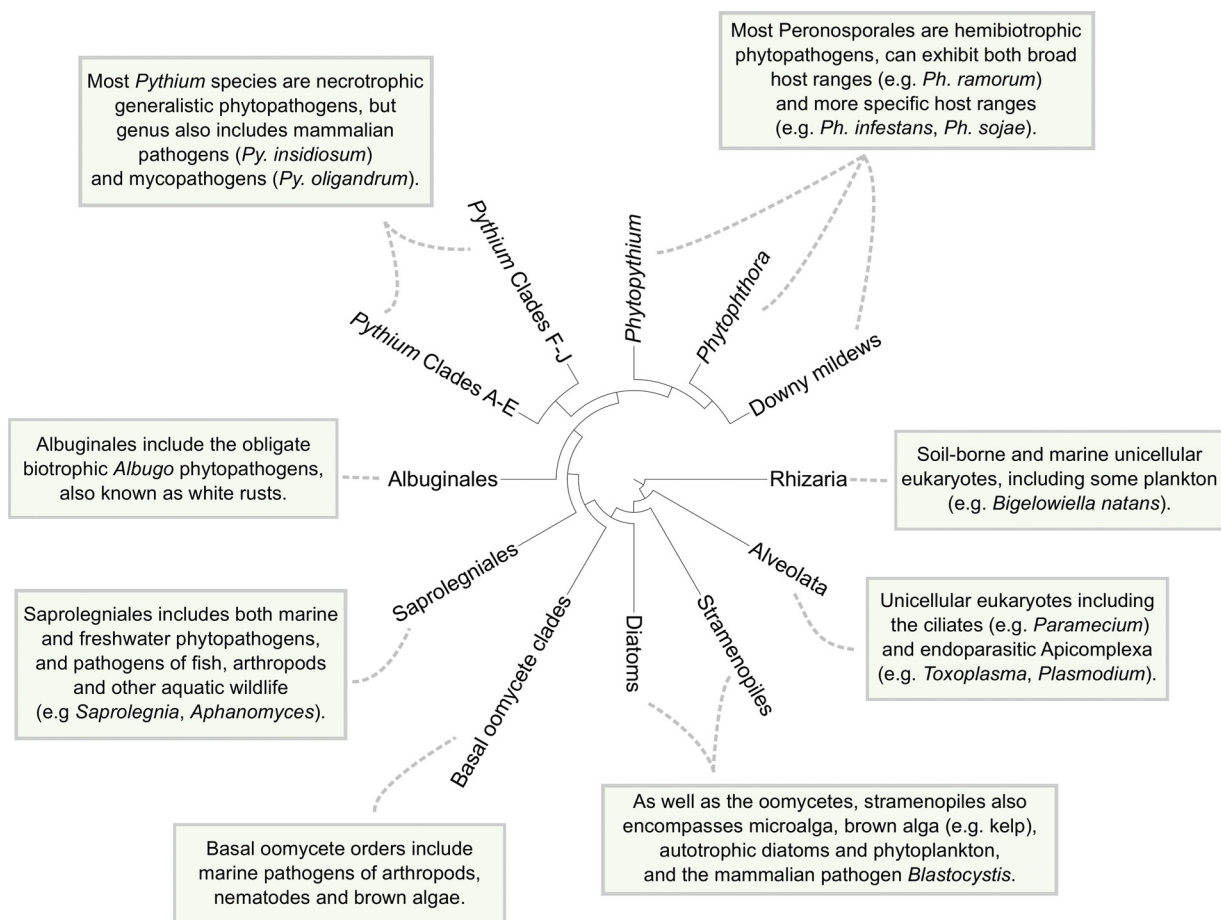 Most Peronosporales are hemibiotrophic
phytopathogens, can exhibit both broad
host ranges (e.g. Ph. ramorum)
and more specific host ranges
(e.g. Ph. infestans, Ph. sojae).
Most Pythium species are necrotrophic
generalistic phytopathogens, but
genus also includes mammalian
pathogens (Py. insidiosum)
and mycopathogens (Py. oligandrum).
Pythium Clades F-J
Phytopythium
Phytophthora
Pythium Clades A-E
Downy mildews
Albuginales include the obligate
biotrophic Albugo phytopathogens,
also known as white rusts.
Albuginales
Rhizaria
Soil-borne and marine unicellular
eukaryotes, including some plankton
(e.g. Bigelowiella natans).
Saprolegniales
Alveolata
Saprolegniales includes both marine
and freshwater phytopathogens,
and pathogens of fish, arthropods
and other aquatic wildlife
(e.g Saprolegnia, Aphanomyces).
Basal oomycete clades
Diatoms
Stramenopiles
Unicellular eukaryotes including
the ciliates (e.g. Paramecium)
and endoparasitic Apicomplexa
(e.g. Toxoplasma, Plasmodium).
As well as the oomycetes, stramenopiles also
encompasses microalga, brown alga (e.g. kelp),
autotrophic diatoms and phytoplankton,
and the mammalian pathogen Blastocystis.
Basal oomycete orders include
marine pathogens of arthropods,
nematodes and brown algae.